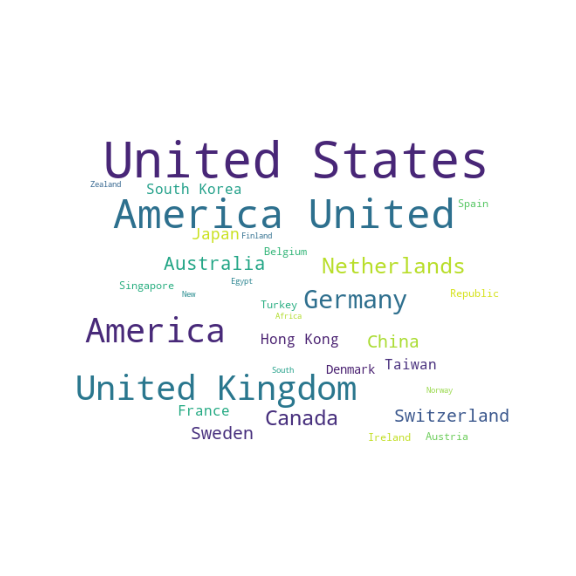 United States
Zealand
South Korea
America United
Spain
Japan
Finland
Belgium
Australia
Netherlands
Egypt
Singapore
New
Germany
Republic
Turkey
Africa
America
Hong Kong
China
Taiwan
South
Denmark
United Kingdom
Norway
France
Canada
Switzerland
Sweden
Ireland
Austria